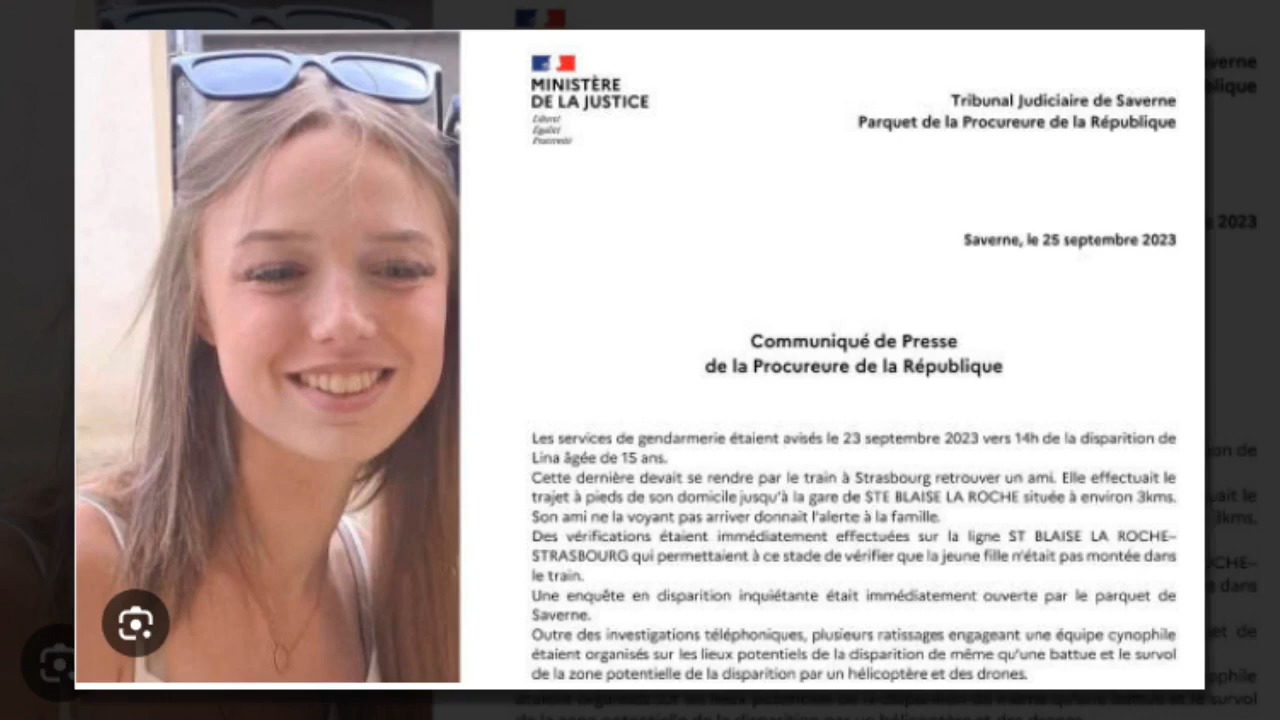 MINISTÈRE
DE LA JUSTICE
Liberté
Égalité
Fraternité
Tribunal Judiciaire de Saverne
Parquet de la Procureure de la République
Saverne, le 25 septembre 2023
Communiqué de Presse
de la Procureure de la République
Les services de gendarmerie étaient avisés le 23 septembre 2023 vers 14h de la disparition de
Lina âgée de 15 ans.
Cette dernière devait se rendre par le train à Strasbourg retrouver un ami. Elle effectuait le
trajet à pieds de son domicile jusqu'à la gare de STE BLAISE LA ROCHE située à environ 3kms.
Son ami ne la voyant pas arriver donnait l'alerte à la famille.
Des vérifications étaient immédiatement effectuées sur la ligne ST BLAISE LA ROCHE–
STRASBOURG qui permettaient à ce stade de vérifier que la jeune fille n'était pas montée dans
le train.
Une enquête en disparition inquiétante était immédiatement ouverte par le parquet de
Saverne.
Outre des investigations téléphoniques, plusieurs ratissages engageant une équipe cynophile
étaient organisés sur les lieux potentiels de la disparition de même qu'une battue et le survol
de la zone potentielle de la disparition par un hélicoptère et des drones.